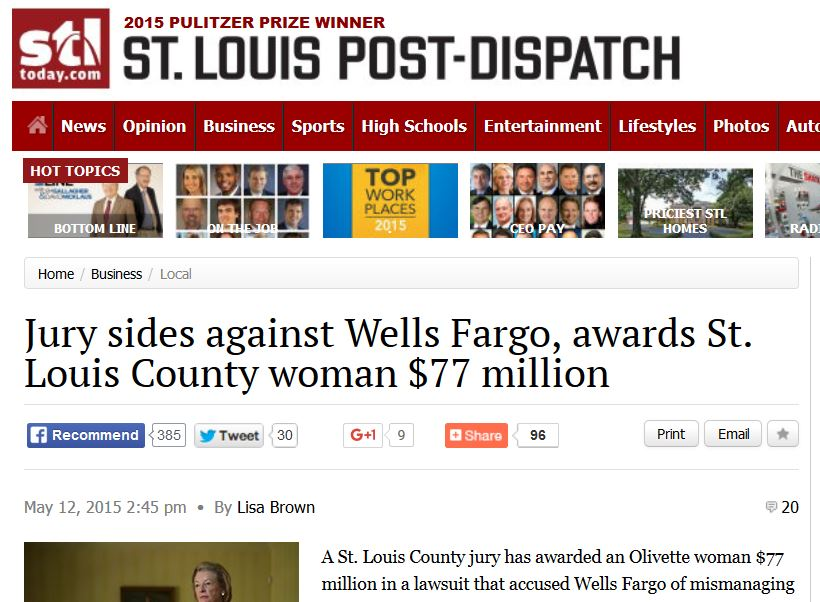 stl
today.com
2015 PULITZER PRIZE WINNER
ST. LOUIS POST-DISPATCH
News Opinion Business Sports High Schools Entertainment Lifestyles Photos Auto
HOT TOPICS
BOTTOM LINE
ON THE JOB
TOP
WORK
PLACES
2015
CEO PAY
PRICIEST STL
HOMES
Home / Business / Local
Jury sides against Wells Fargo, awards St.
Louis County woman $77 million
Recommend 385 Tweet 30 G+1 9 Share 96 Print Email
May 12, 2015 2:45 pm • By Lisa Brown 20
A St. Louis County jury has awarded an Olivette woman $77
million in a lawsuit that accused Wells Fargo of mismanaging